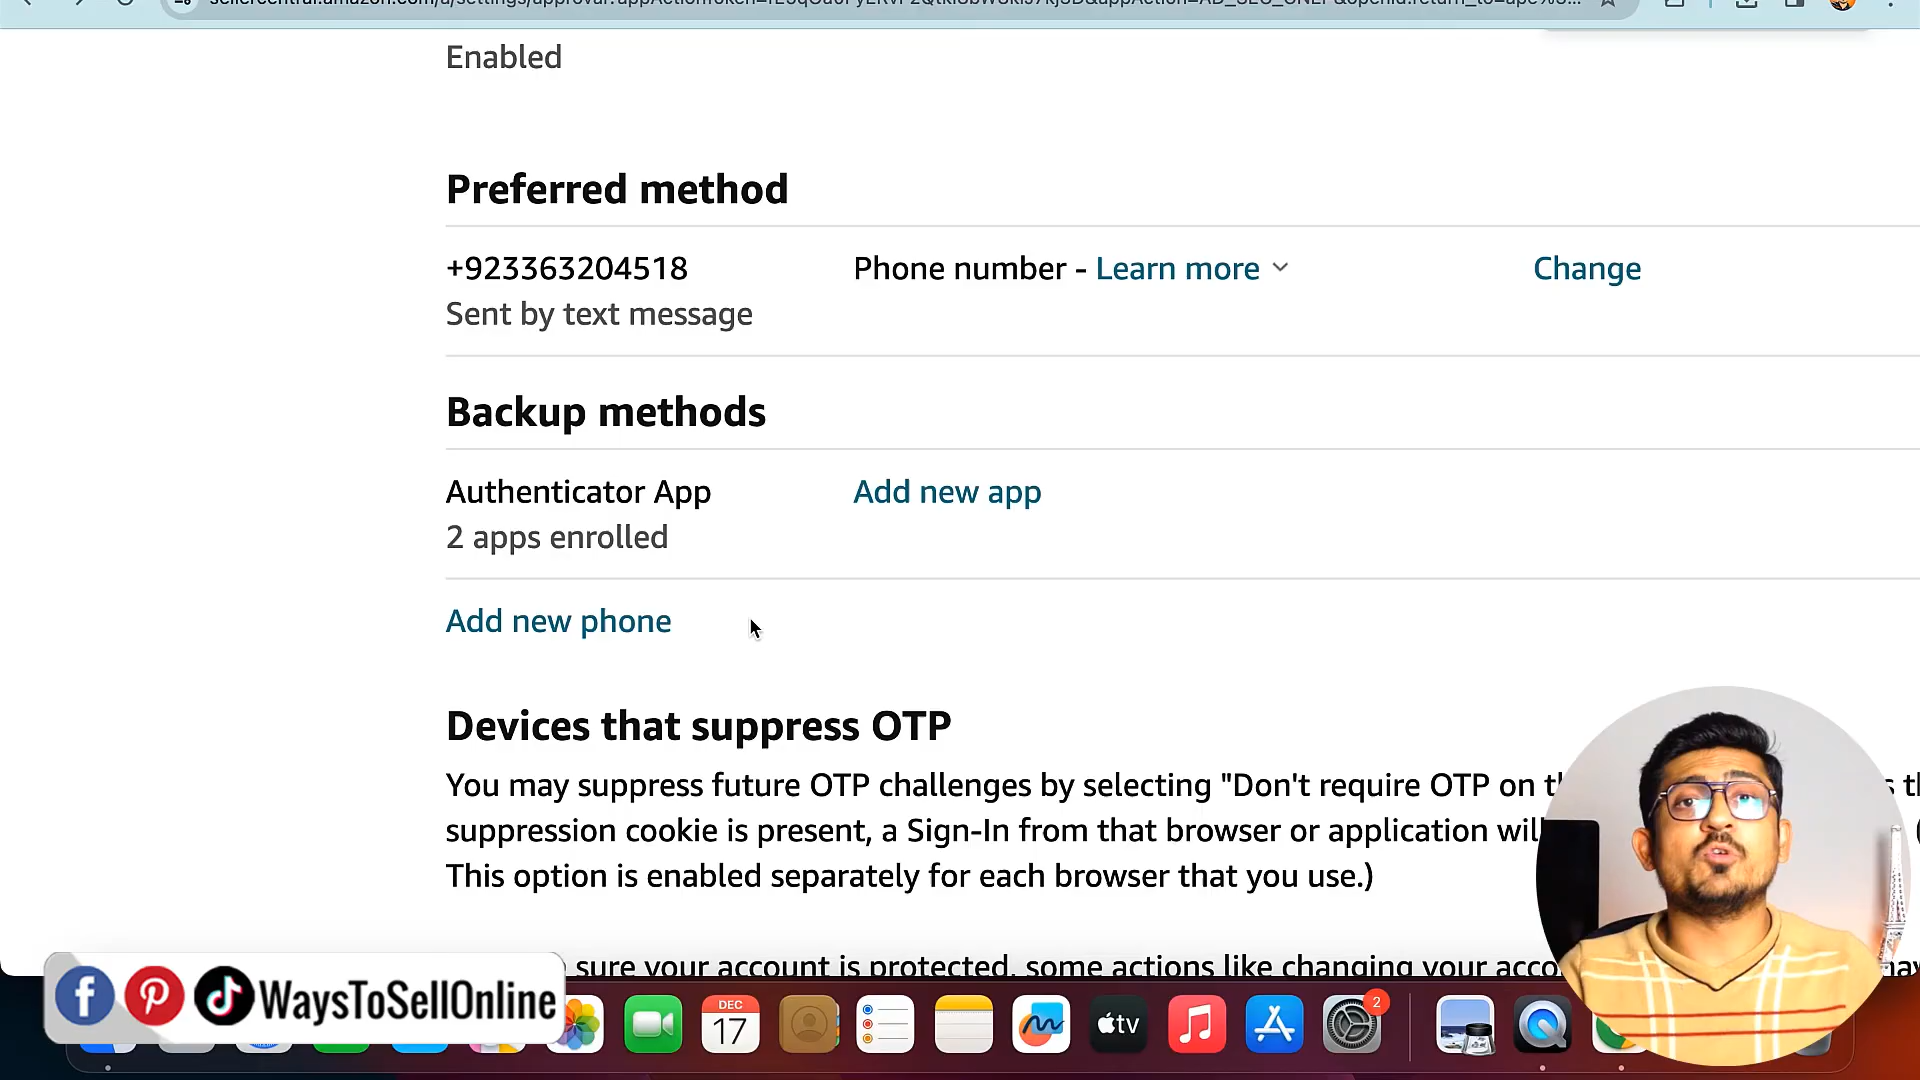 Enabled
Preferred method
+923363204518 Phone number - Learn more Change
Sent by text message
Backup methods
Authenticator App Add new app
2 apps enrolled
Add new phone
Devices that suppress OTP
You may suppress future OTP challenges by selecting "Don't require OTP on
suppression cookie is present, a Sign-In from that browser or application
This option is enabled separately for each browser that you use.)
sure your account is protected, some actions like changing your
WaysToSellOnline
DEC
17
tv
2